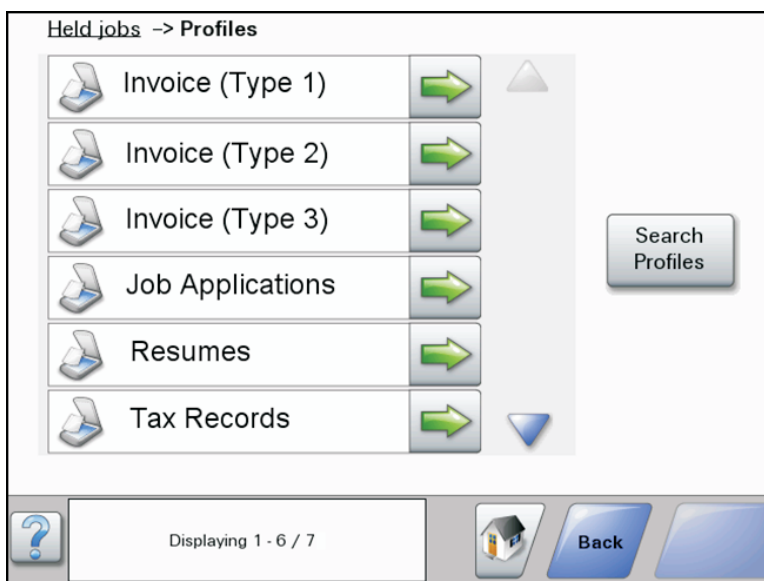 Held jobs -> Profiles
Invoice (Type 1)
Invoice (Type 2)
Invoice (Type 3)
Job Applications
Resumes
Tax Records
Search
Profiles
?
Displaying 1 - 6 / 7
Back